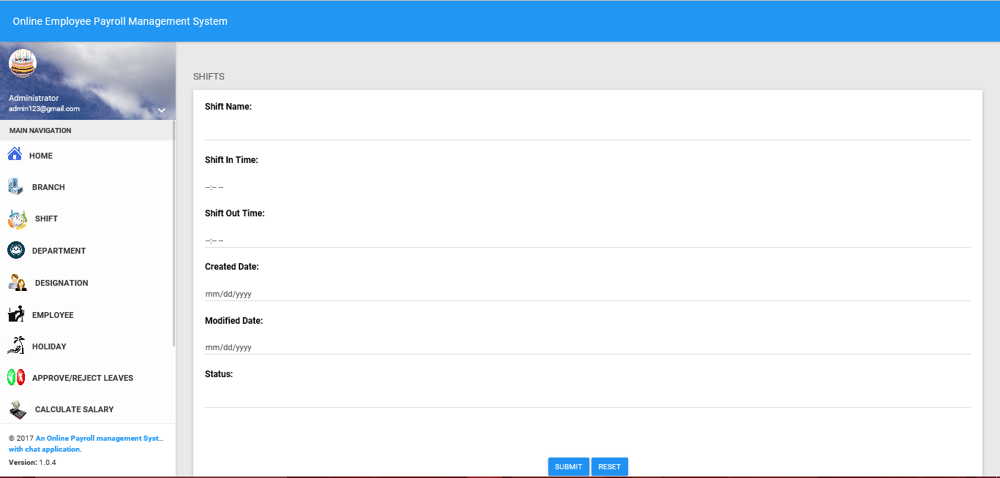 Online Employee Payroll Management System
Administrator
admin123@gmail.com
MAIN NAVIGATION
HOME
BRANCH
SHIFT
DEPARTMENT
DESIGNATION
EMPLOYEE
HOLIDAY
APPROVE/REJECT LEAVES
CALCULATE SALARY
© 2017 An Online Payroll management Syst...
with chat application.
Version: 1.0.4
SHIFTS
Shift Name:
Shift In Time:
--:-- --
Shift Out Time:
--:-- --
Created Date:
mm/dd/yyyy
Modified Date:
mm/dd/yyyy
Status:
SUBMIT RESET